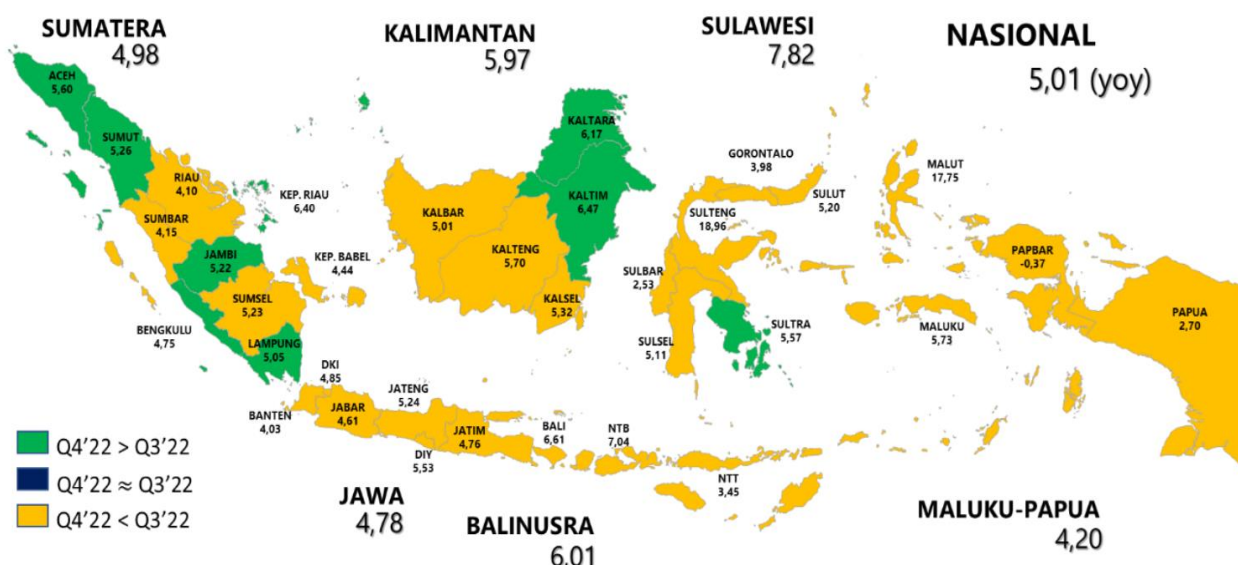 SUMATERA
4,98
KALIMANTAN
5,97
SULAWESI
7,82
NASIONAL
5,01 (yoy)
ACEH
5,60
SUMUT
5,26
RIAU
4,10
KEP. RIAU
6,40
SUMBAR
4,15
JAMBI
5,22
KEP. BABEL
4,44
SUMSEL
5,23
BENGKULU
4,75
LAMPUNG
5,05
KALTARA
6,17
KALTIM
6,47
KALBAR
5,01
KALTENG
5,70
KALSEL
5,32
GORONTALO
3,98
SULUT
5,20
SULTENG
18,96
SULBAR
2,53
SULSEL
5,11
SULTRA
5,57
MALUT
17,75
PAPBAR
-0,37
MALUKU
5,73
PAPUA
2,70
DKI
4,85
BANTEN
4,03
JABAR
4,61
JATENG
5,24
DIY
5,53
JATIM
4,76
BALI
6,61
NTB
7,04
NTT
3,45
Q4’22 > Q3’22
Q4’22 ≈ Q3’22
Q4’22 < Q3’22
JAWA
4,78
BALINUSRA
6,01
MALUKU-PAPUA
4,20